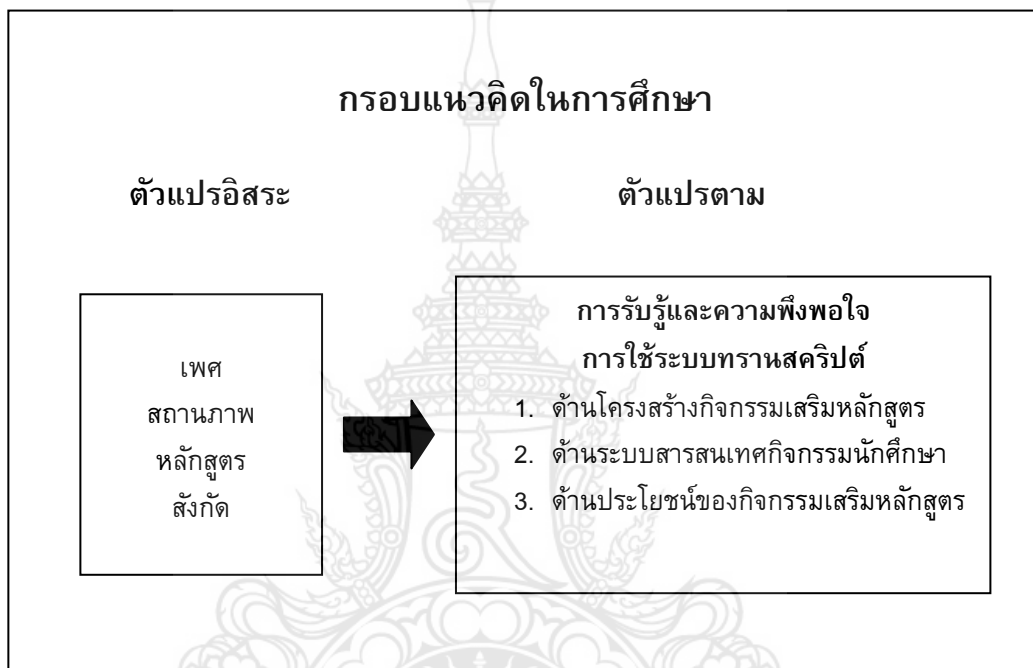 กรอบแนวคิดในการศึกษา
ตัวแปรอิสระ
ตัวแปรตาม
เพศ
สถานภาพ
หลักสูตร
สังกัด
การรับรู้และความพึงพอใจ
การใช้ระบบทรานสคริปต์
1. ด้านโครงสร้างกิจกรรมเสริมหลักสูตร
2. ด้านระบบสารสนเทศกิจกรรมนักศึกษา
3. ด้านประโยชน์ของกิจกรรมเสริมหลักสูตร